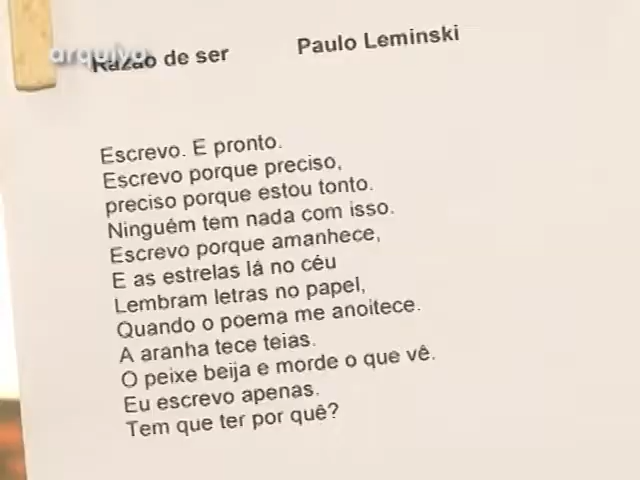 arquivo
Razão de ser Paulo Leminski
Escrevo. E pronto.
Escrevo porque preciso,
preciso porque estou tonto.
Ninguém tem nada com isso.
Escrevo porque amanhece,
E as estrelas lá no céu
Lembram letras no papel,
Quando o poema me anoitece.
A aranha tece teias.
O peixe beija e morde o que vê.
Eu escrevo apenas.
Tem que ter por quê?